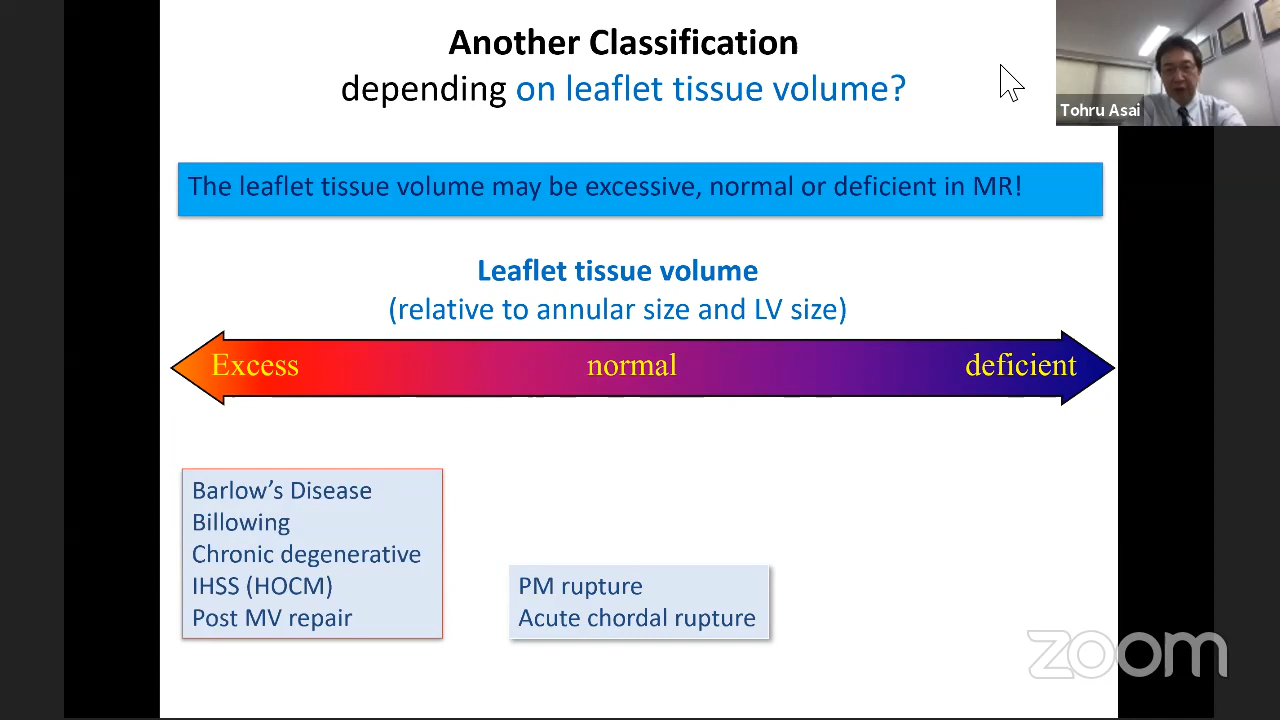 Another Classification
depending on leaflet tissue volume?
Tohru Asai
The leaflet tissue volume may be excessive, normal or deficient in MR!
Leaflet tissue volume
(relative to annular size and LV size)
Excess normal deficient
Barlow’s Disease
Billowing
Chronic degenerative
IHSS (HOCM)
Post MV repair
PM rupture
Acute chordal rupture
zoom